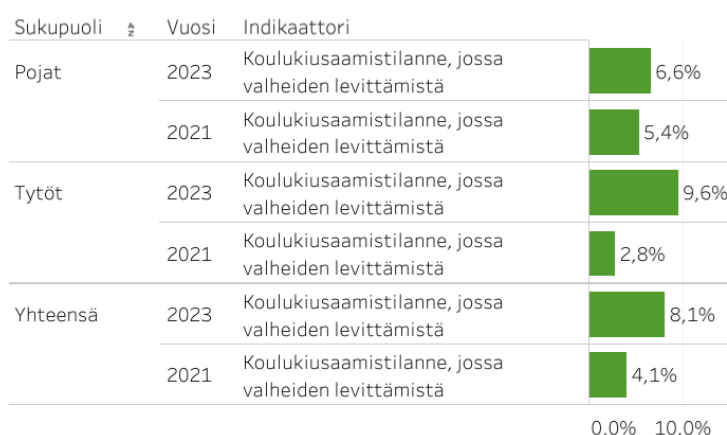 Sukupuoli Vuosi Indikaattori
Pojat 2023 Koulukiusaamistilanne, jossa
valheiden levittämistä 6,6%
2021 Koulukiusaamistilanne, jossa
valheiden levittämistä 5,4%
Tytöt 2023 Koulukiusaamistilanne, jossa
valheiden levittämistä 9,6%
2021 Koulukiusaamistilanne, jossa
valheiden levittämistä 2,8%
Yhteensä 2023 Koulukiusaamistilanne, jossa
valheiden levittämistä 8,1%
2021 Koulukiusaamistilanne, jossa
valheiden levittämistä 4,1%
0,0% 10,0%